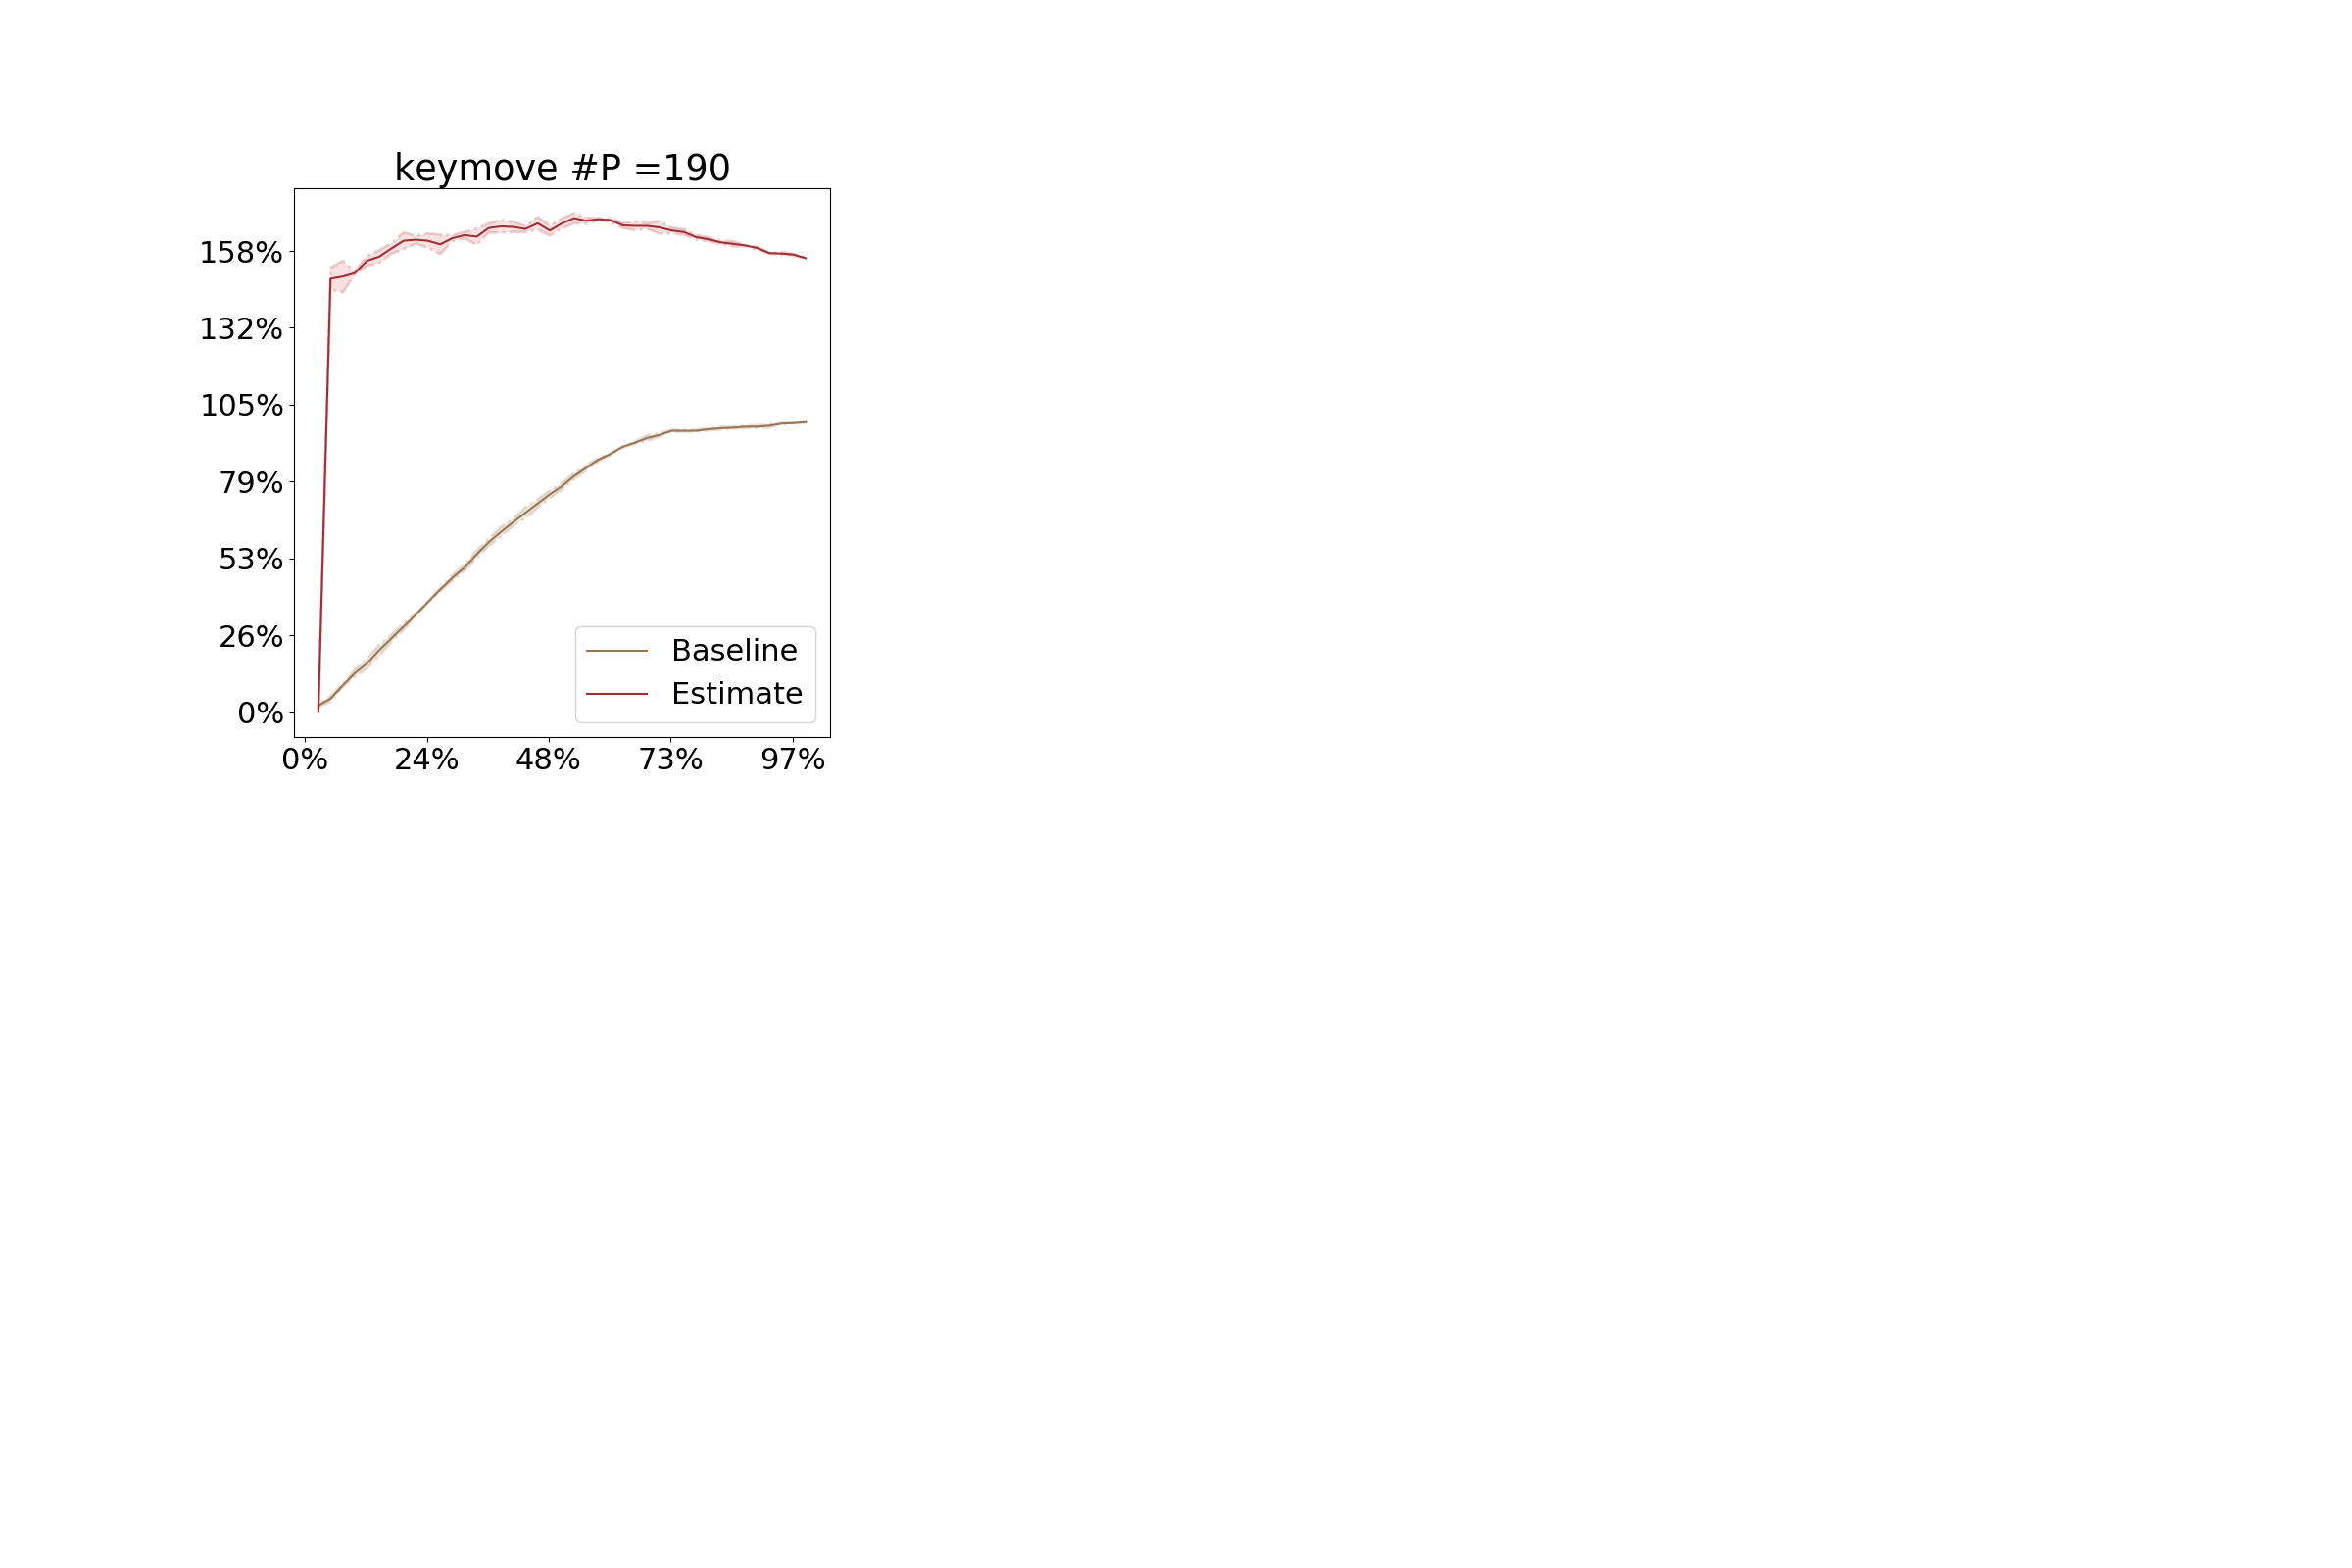 keymove #P =190
158%
132%
105%
79%
53%
26%
0%
Baseline
Estimate
0% 24% 48% 73% 97%